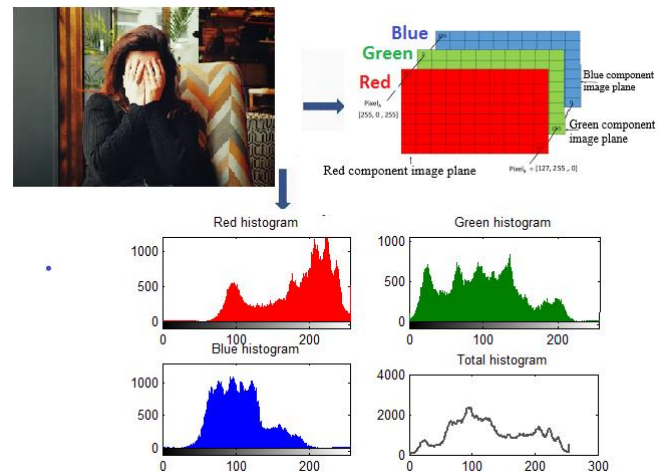 Blue
Green
Red
Pixel
[255, 0 , 255]
Blue component
image plane
Green component
image plane
Red component image plane
= [127, 255 , 0]
Red histogram
1000
500
0
0 100 200
Green histogram
1000
500
0
0 100 200
Blue histogram
1000
500
0
0 100 200
Total histogram
4000
2000
0
0 100 200 300